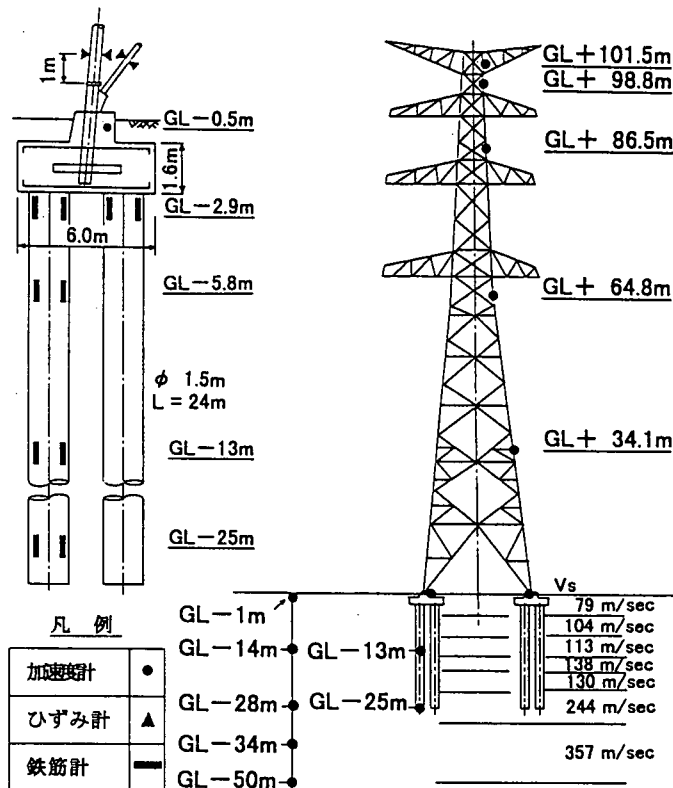 1m
GL−0.5m
1.6m
GL−2.9m
6.0m
GL−5.8m
φ 1.5m
L = 24m
GL−13m
GL−25m
凡 例
加速度計
ひずみ計
鉄筋計
GL+ 101.5m
GL+ 98.8m
GL+ 86.5m
GL+ 64.8m
GL+ 34.1m
Vs
79 m/sec
104 m/sec
113 m/sec
138 m/sec
130 m/sec
244 m/sec
357 m/sec
GL−1m
GL−14m
GL−28m
GL−34m
GL−50m
GL−13m
GL−25m